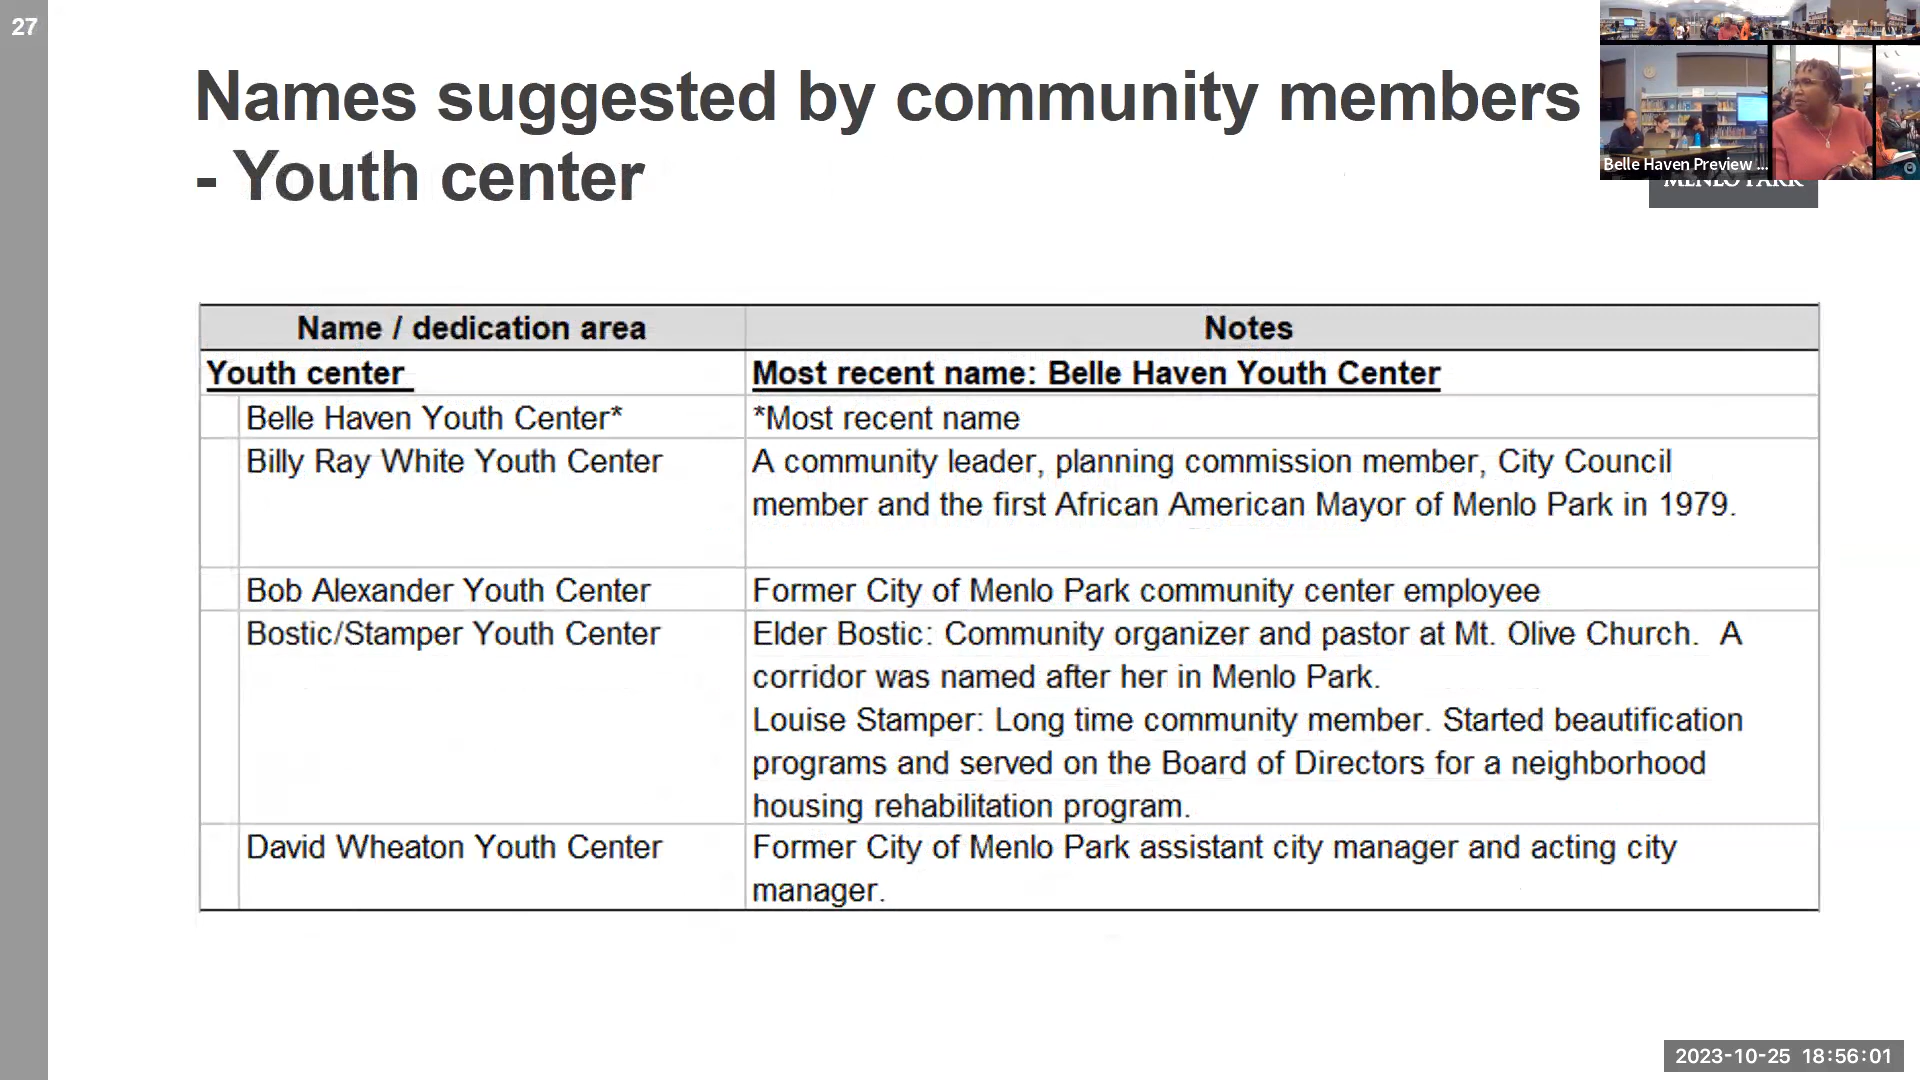 27
Names suggested by community members
- Youth center
Belle Haven Preview ...
MENLO PARK
Name / dedication area
Notes
Youth center
Most recent name: Belle Haven Youth Center
Belle Haven Youth Center*
*Most recent name
Billy Ray White Youth Center
A community leader, planning commission member, City Council
member and the first African American Mayor of Menlo Park in 1979.
Bob Alexander Youth Center
Former City of Menlo Park community center employee
Bostic/Stamper Youth Center
Elder Bostic: Community organizer and pastor at Mt. Olive Church.  A
corridor was named after her in Menlo Park.
Louise Stamper: Long time community member. Started beautification
programs and served on the Board of Directors for a neighborhood
housing rehabilitation program.
David Wheaton Youth Center
Former City of Menlo Park assistant city manager and acting city
manager.
2023-10-25 18:56:01